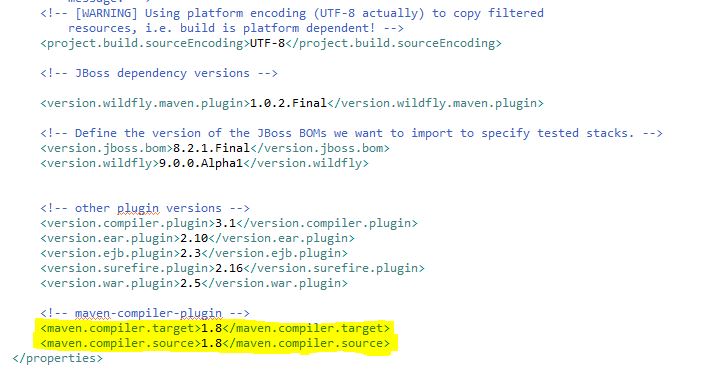 message. -->
<!-- [WARNING] Using platform encoding (UTF-8 actually) to copy filtered
resources, i.e. build is platform dependent! -->
<project.build.sourceEncoding>UTF-8</project.build.sourceEncoding>
<!-- JBoss dependency versions -->
<version.wildfly.maven.plugin>1.0.2.Final</version.wildfly.maven.plugin>
<!-- Define the version of the JBoss BOMs we want to import to specify tested stacks. -->
<version.jboss.bom>8.2.1.Final</version.jboss.bom>
<version.wildfly>9.0.0.Alpha1</version.wildfly>
<!-- other plugin versions -->
<version.compiler.plugin>3.1</version.compiler.plugin>
<version.ear.plugin>2.10</version.ear.plugin>
<version.ejb.plugin>2.3</version.ejb.plugin>
<version.surefire.plugin>2.16</version.surefire.plugin>
<version.war.plugin>2.5</version.war.plugin>
<!-- maven-compiler-plugin -->
<maven.compiler.target>1.8</maven.compiler.target>
<maven.compiler.source>1.8</maven.compiler.source>
</properties>